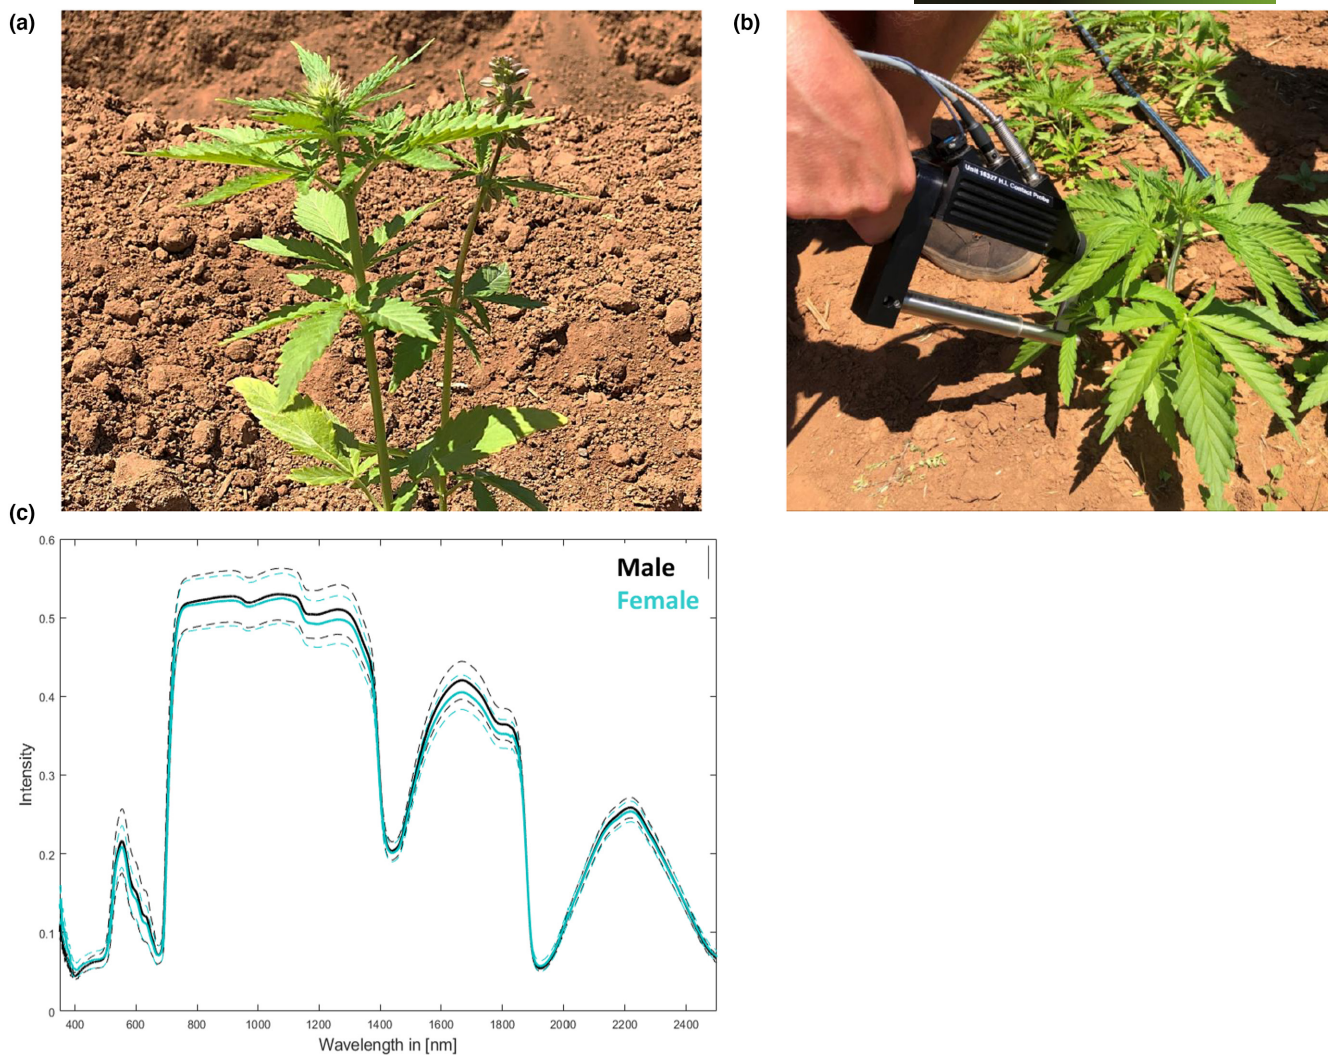 (a)
(b)
Unit 16327 H.I. Contact Probe
(c)
0.6
0.5
0.4
0.3
0.2
0.1
0
Intensity
Male
Female
400 600 800 1000 1200 1400 1600 1800 2000 2200 2400
Wavelength in [nm]